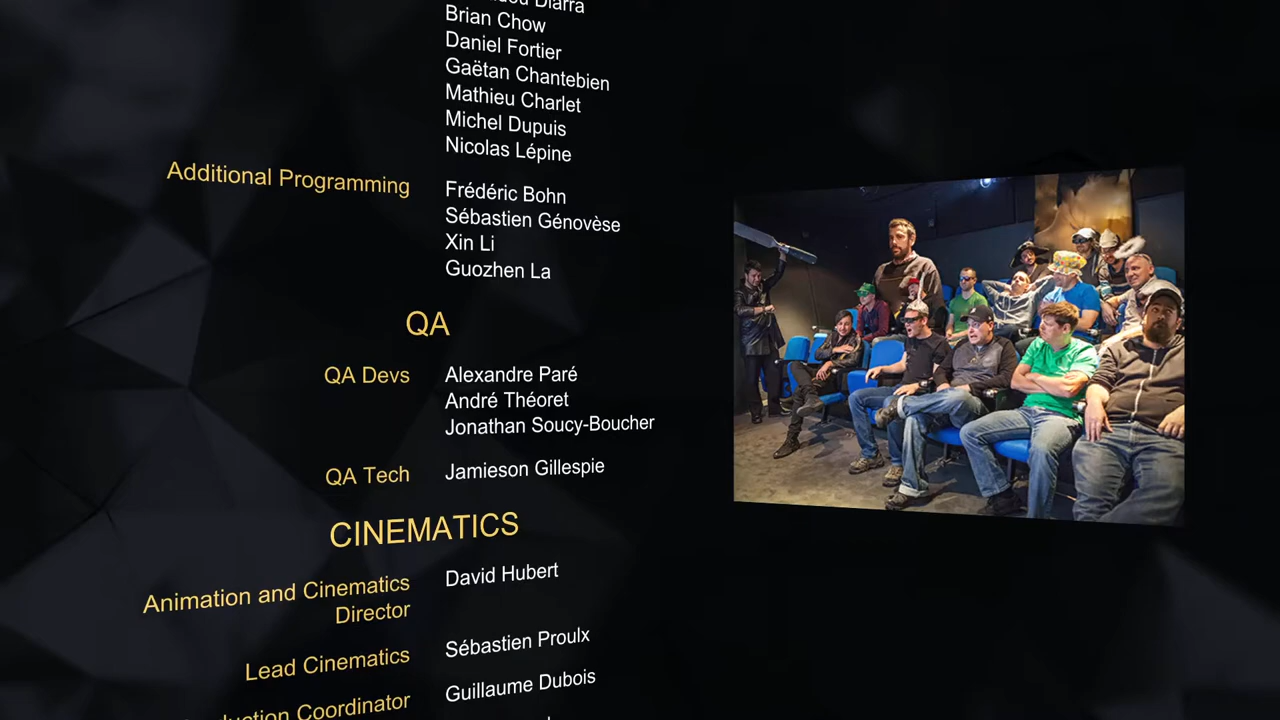 Diarra
Brian Chow
Daniel Fortier
Gaëtan Chantebien
Mathieu Charlet
Michel Dupuis
Nicolas Lépine
Additional Programming
Frédéric Bohn
Sébastien Génovèse
Xin Li
Guozhen La
QA
QA Devs
Alexandre Paré
André Théoret
Jonathan Soucy-Boucher
QA Tech
Jamieson Gillespie
CINEMATICS
Animation and Cinematics
Director
David Hubert
Lead Cinematics
Sébastien Proulx
Coordinator
Guillaume Dubois